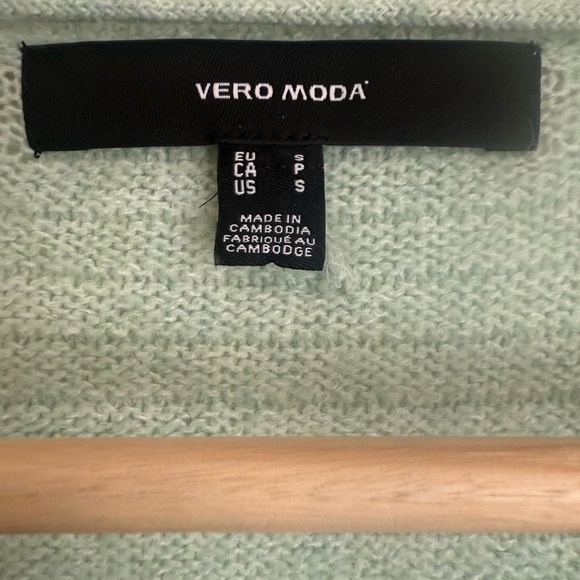 VERO MODA
EU S
CA P
US S
MADE IN
CAMBODIA
FABRIQUÉ AU
CAMBODGE